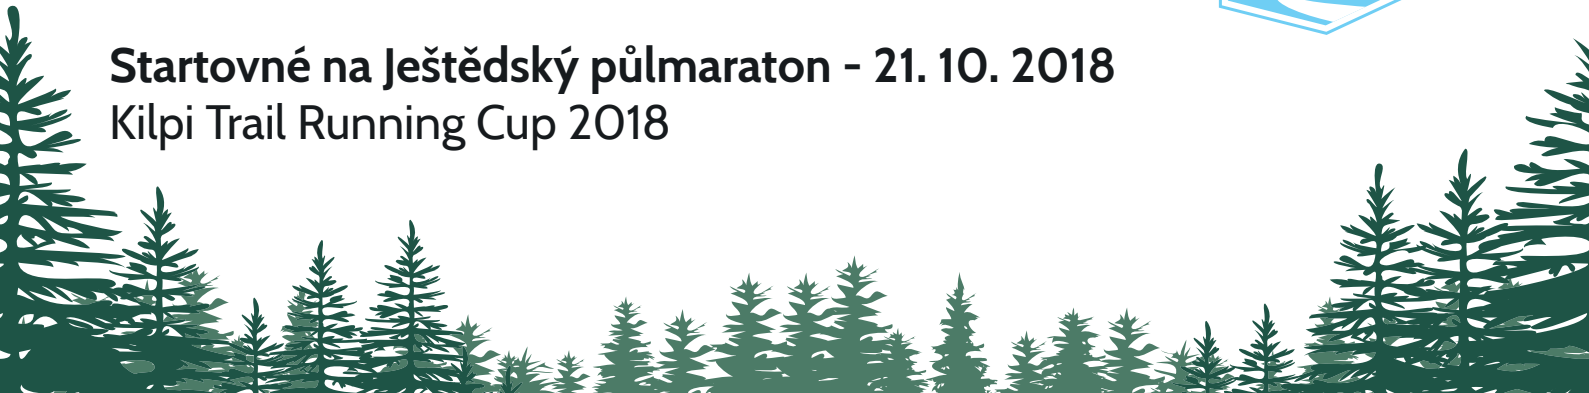 Startovné na Ještědský půlmaraton - 21. 10. 2018
Kilpi Trail Running Cup 2018